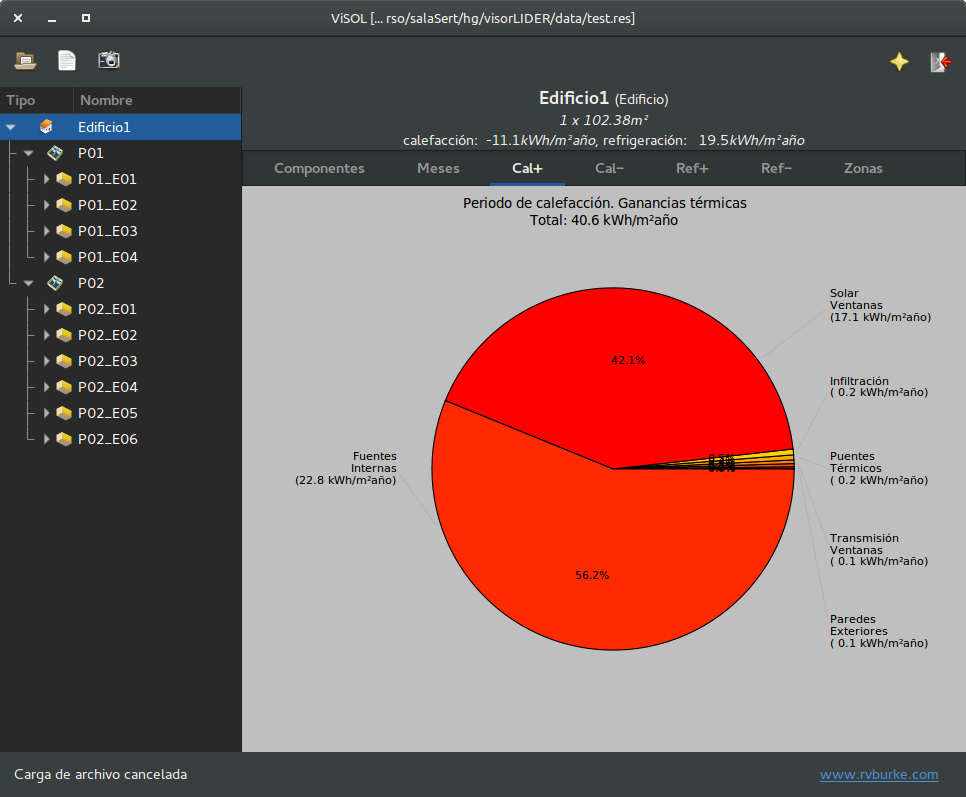 ViSOL [... rso/salaSert/hg/visorLIDER/data/test.res]
Tipo Nombre
Edificio1
P01
P01_E01
P01_E02
P01_E03
P01_E04
P02
P02_E01
P02_E02
P02_E03
P02_E04
P02_E05
P02_E06
Edificio1 (Edificio)
1 x 102.38m²
calefacción: -11.1kWh/m²año, refrigeración: 19.5kWh/m²año
Componentes Meses Cal+ Cal− Ref+ Ref− Zonas
Periodo de calefacción. Ganancias térmicas
Total: 40.6 kWh/m²año
Solar
Ventanas
(17.1 kWh/m²año)
42.1%
Infiltración
( 0.2 kWh/m²año)
Fuentes
Internas
(22.8 kWh/m²año)
Puentes
Térmicos
( 0.2 kWh/m²año)
56.2%
Transmisión
Ventanas
( 0.1 kWh/m²año)
Paredes
Exteriores
( 0.1 kWh/m²año)
Carga de archivo cancelada
www.rvburke.com